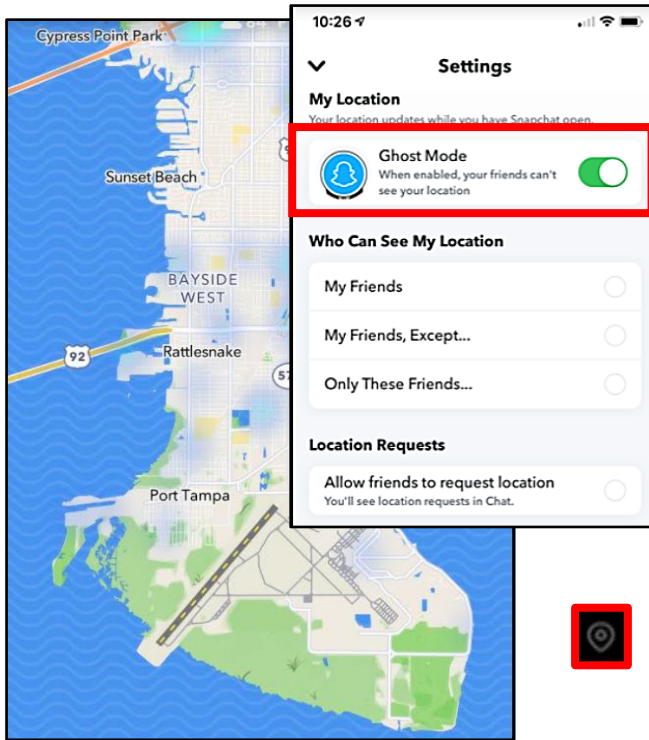 Cypress Point Park
Sunset Beach
BAYSIDE
WEST
92
Rattlesnake
57
Port Tampa
10:26
Settings
My Location
Your location updates while you have Snapchat open.
Ghost Mode
When enabled, your friends can't
see your location
Who Can See My Location
My Friends
My Friends, Except...
Only These Friends...
Location Requests
Allow friends to request location
You'll see location requests in Chat.